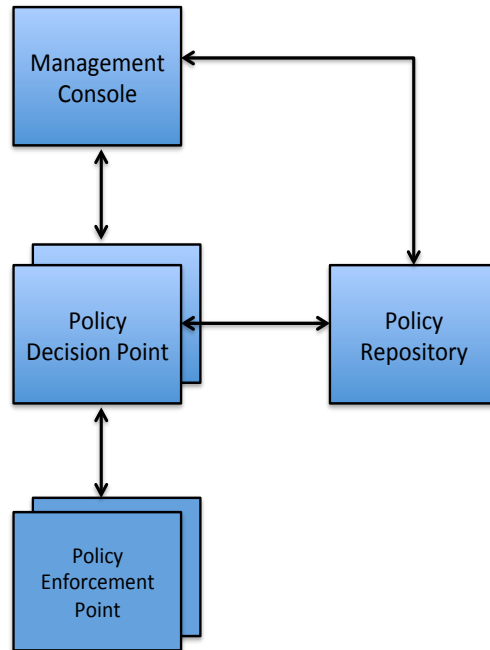 Management
Console
Policy
Decision Point
Policy
Repository
Policy
Enforcement
Point